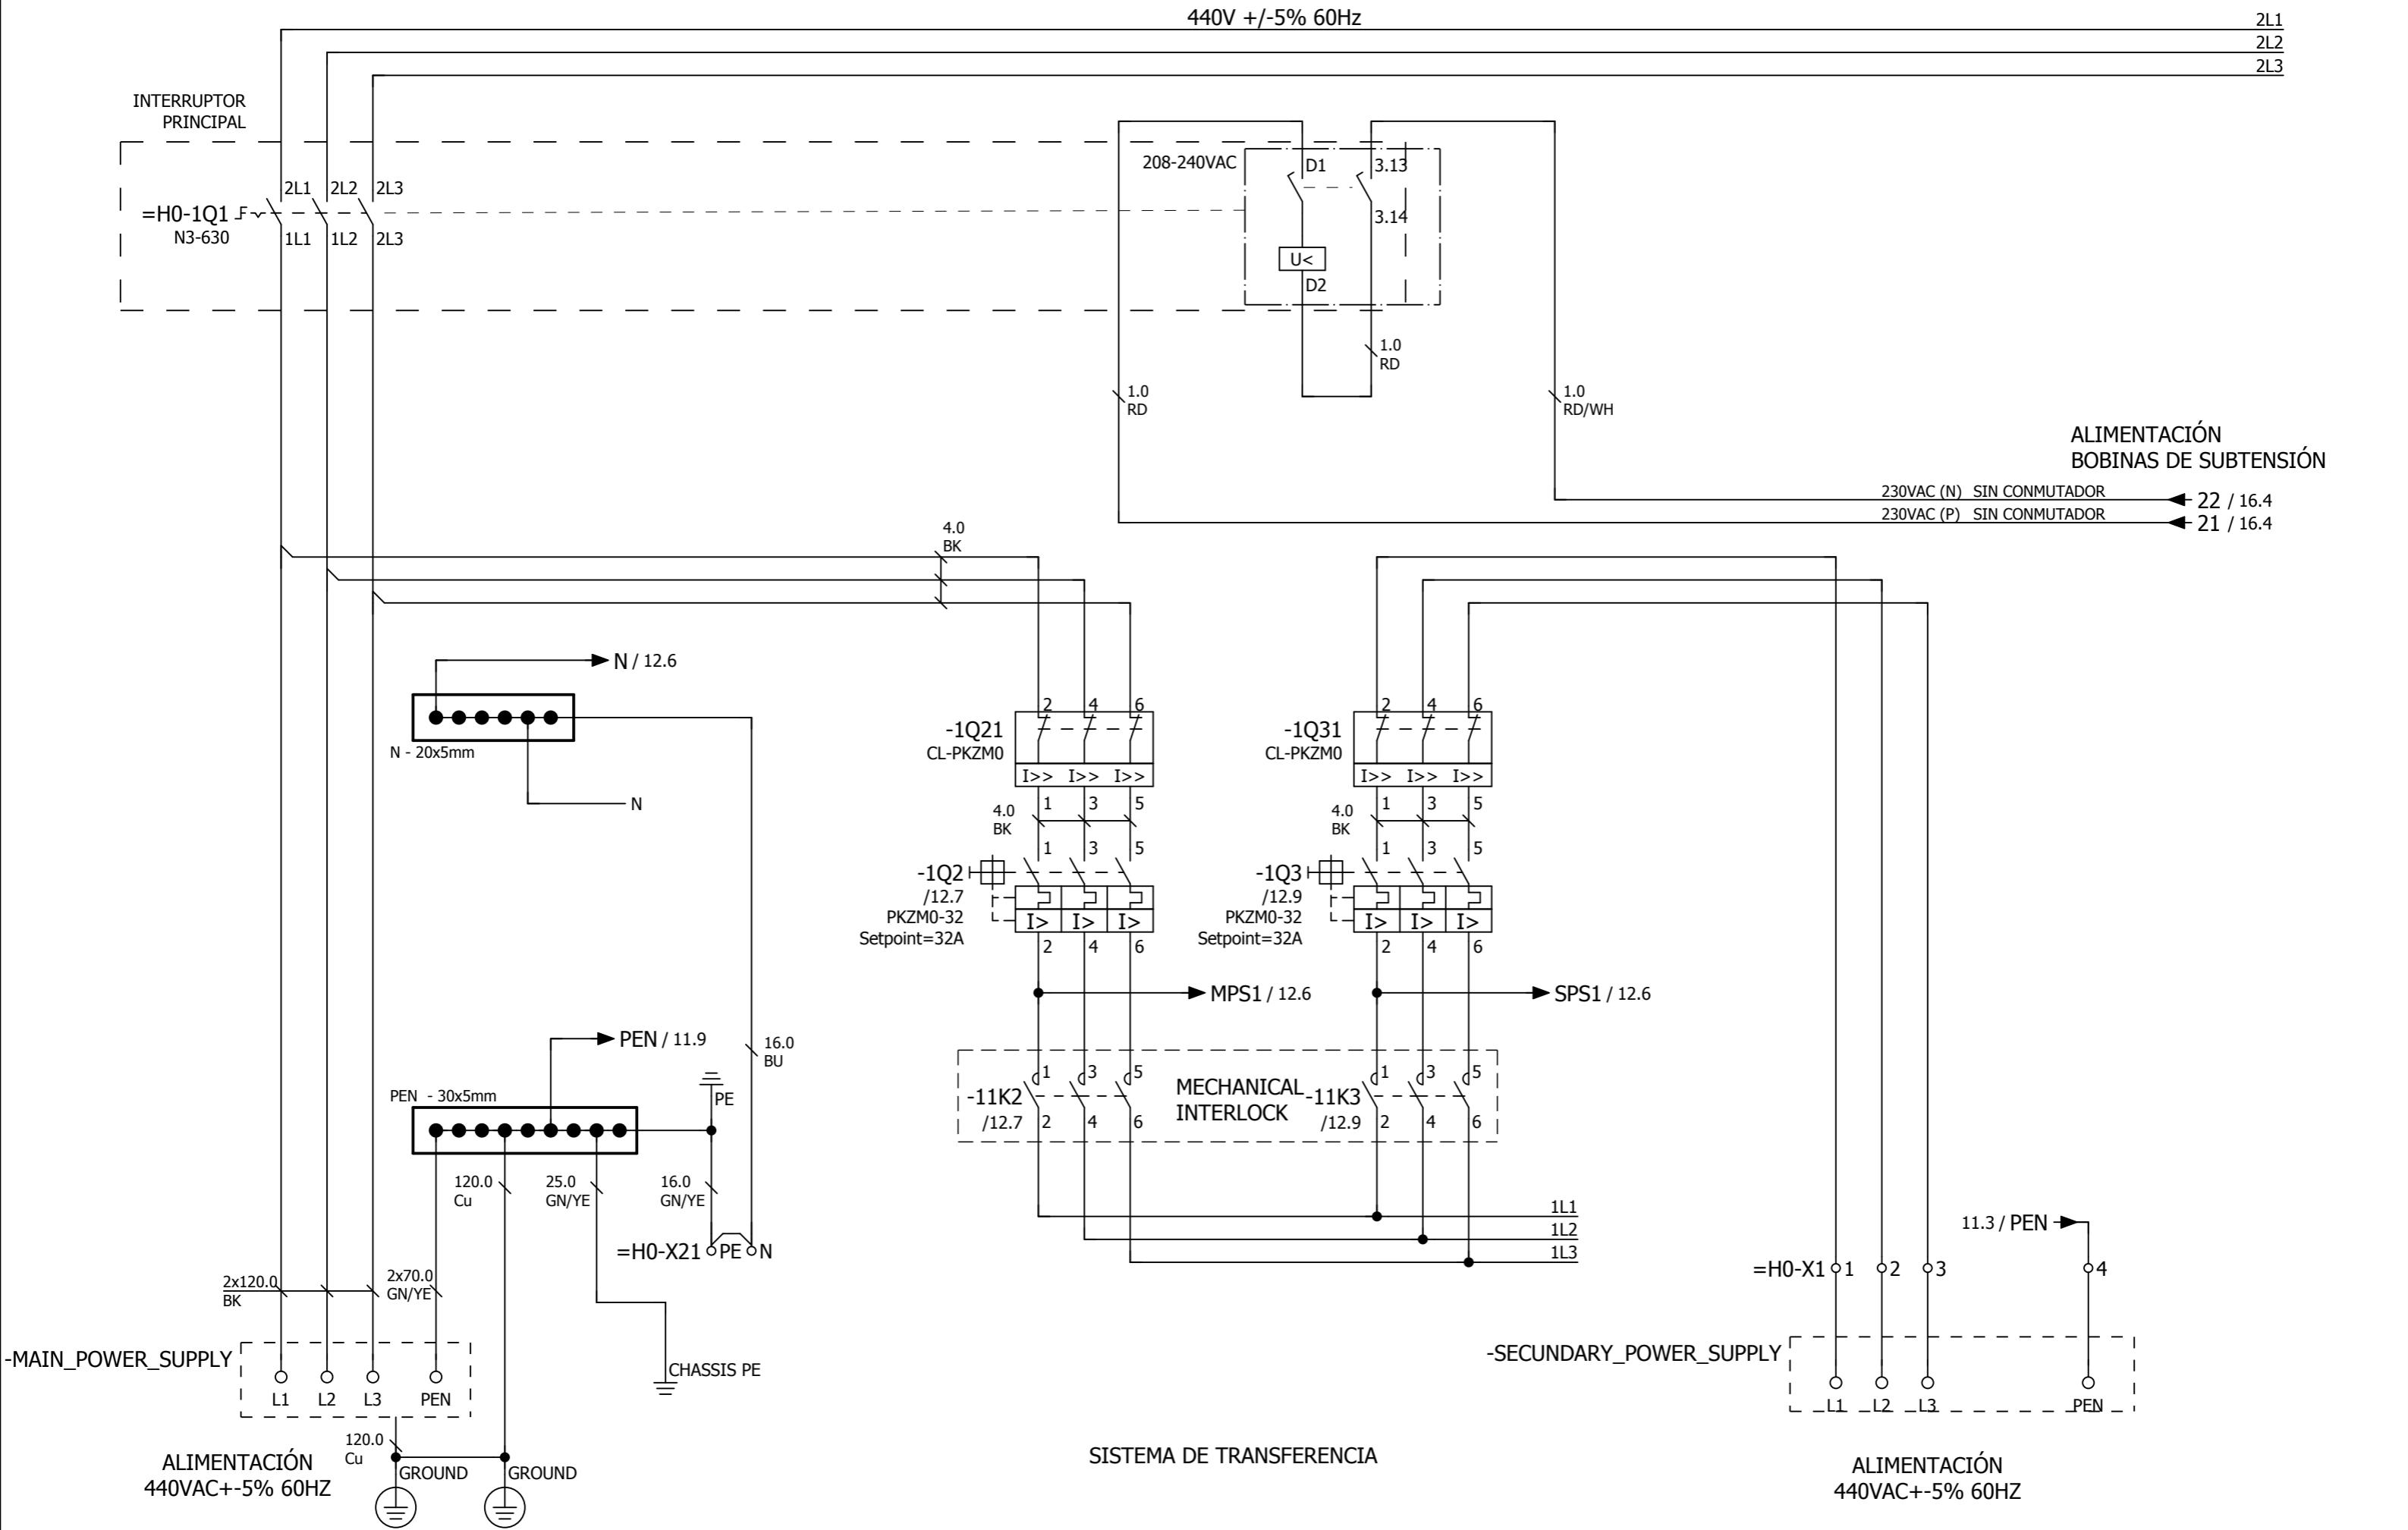 440V +/-5% 60Hz
2L1
2L2
2L3
INTERRUPTOR
PRINCIPAL
208-240VAC
D1
3.13
2L1 2L2 2L3
=H0-1Q1
N3-630
1L1 1L2 2L3
3.14
U<
D2
1.0
RD
1.0
RD
1.0
RD/WH
ALIMENTACIÓN
BOBINAS DE SUBTENSIÓN
230VAC (N) SIN CONMUTADOR
22 / 16.4
230VAC (P) SIN CONMUTADOR
21 / 16.4
4.0
BK
N / 12.6
N - 20x5mm
N
2 4 6
-1Q21
CL-PKZM0
I>> I>> I>>
1 3 5
4.0
BK
1 3 5
-1Q2
/12.7
PKZM0-32
Setpoint=32A
I> I> I>
2 4 6
MPS1 / 12.6
2 4 6
-1Q31
CL-PKZM0
I>> I>> I>>
1 3 5
4.0
BK
1 3 5
-1Q3
/12.9
PKZM0-32
Setpoint=32A
I> I> I>
2 4 6
SPS1 / 12.6
PEN / 11.9
16.0
BU
PE
PEN - 30x5mm
120.0
Cu
25.0
GN/YE
16.0
GN/YE
=H0-X21 PE N
1 3 5
-11K2
/12.7
2 4 6
MECHANICAL
INTERLOCK
1 3 5
-11K3
/12.9
2 4 6
1L1
1L2
1L3
11.3 / PEN
=H0-X1 1 2 3 4
2x120.0
BK
2x70.0
GN/YE
-MAIN_POWER_SUPPLY
L1 L2 L3 PEN
CHASSIS PE
-SECUNDARY_POWER_SUPPLY
L1 L2 L3 PEN
120.0
Cu
GROUND
GROUND
ALIMENTACIÓN
440VAC+-5% 60HZ
SISTEMA DE TRANSFERENCIA
ALIMENTACIÓN
440VAC+-5% 60HZ